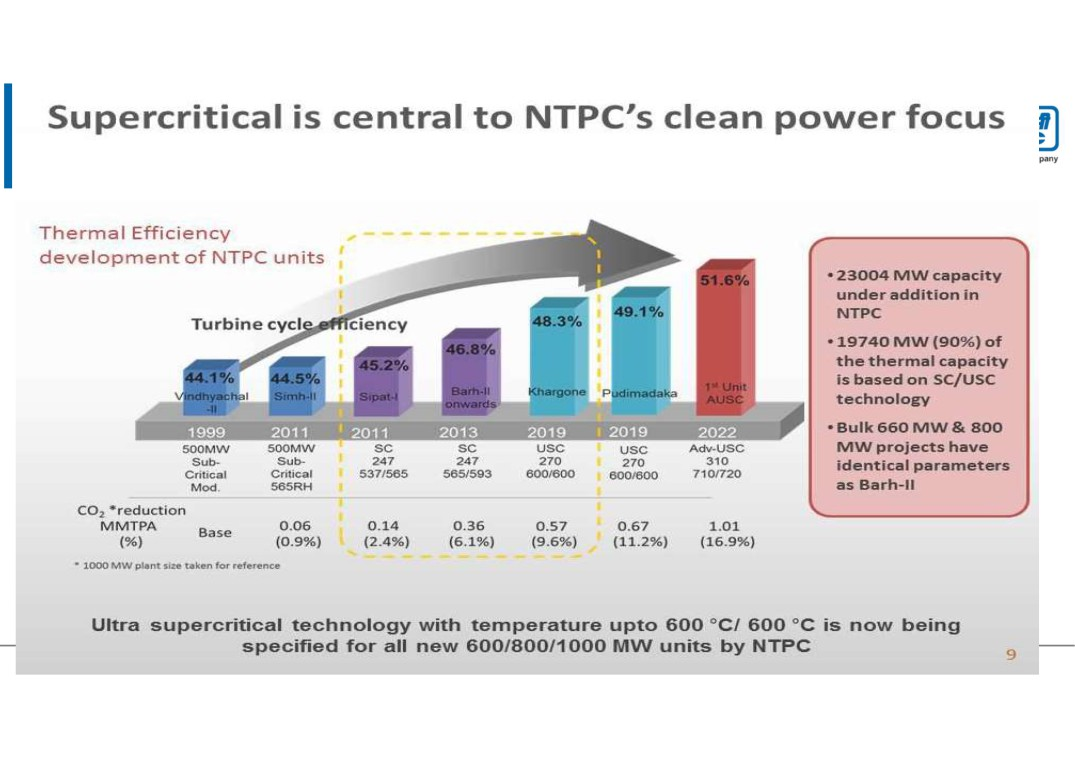 Supercritical is central to NTPC’s clean power focus
pany
Thermal Efficiency
development of NTPC units
Turbine cycle efficiency
44.1%
44.5%
45.2%
46.8%
48.3%
49.1%
51.6%
Vindhyachal
-II
Simh-II
Sipat-I
Barh-II
onwards
Khargone
Pudimadaka
1st Unit
AUSC
1999 2011 2011 2013 2019 2019 2022
500MW
Sub-
Critical
Mod.
500MW
Sub-
Critical
565RH
SC
247
537/565
SC
247
565/593
USC
270
600/600
USC
270
600/600
Adv-USC
310
710/720
CO2 *reduction
MMTPA
(%)
Base
0.06
(0.9%)
0.14
(2.4%)
0.36
(6.1%)
0.57
(9.6%)
0.67
(11.2%)
1.01
(16.9%)
* 1000 MW plant size taken for reference
•23004 MW capacity
under addition in
NTPC
•19740 MW (90%) of
the thermal capacity
is based on SC/USC
technology
•Bulk 660 MW & 800
MW projects have
identical parameters
as Barh-II
Ultra supercritical technology with temperature upto 600 °C/ 600 °C is now being
specified for all new 600/800/1000 MW units by NTPC
9